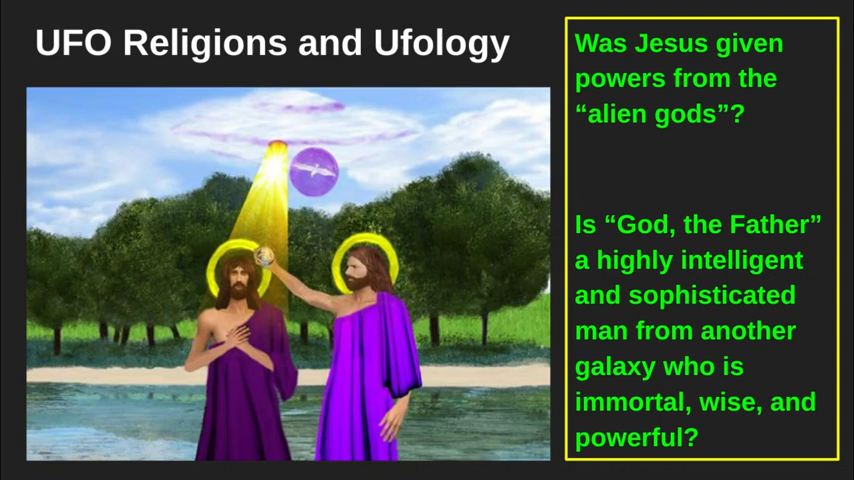 UFO Religions and Ufology
Was Jesus given
powers from the
“alien gods”?
Is “God, the Father”
a highly intelligent
and sophisticated
man from another
galaxy who is
immortal, wise, and
powerful?